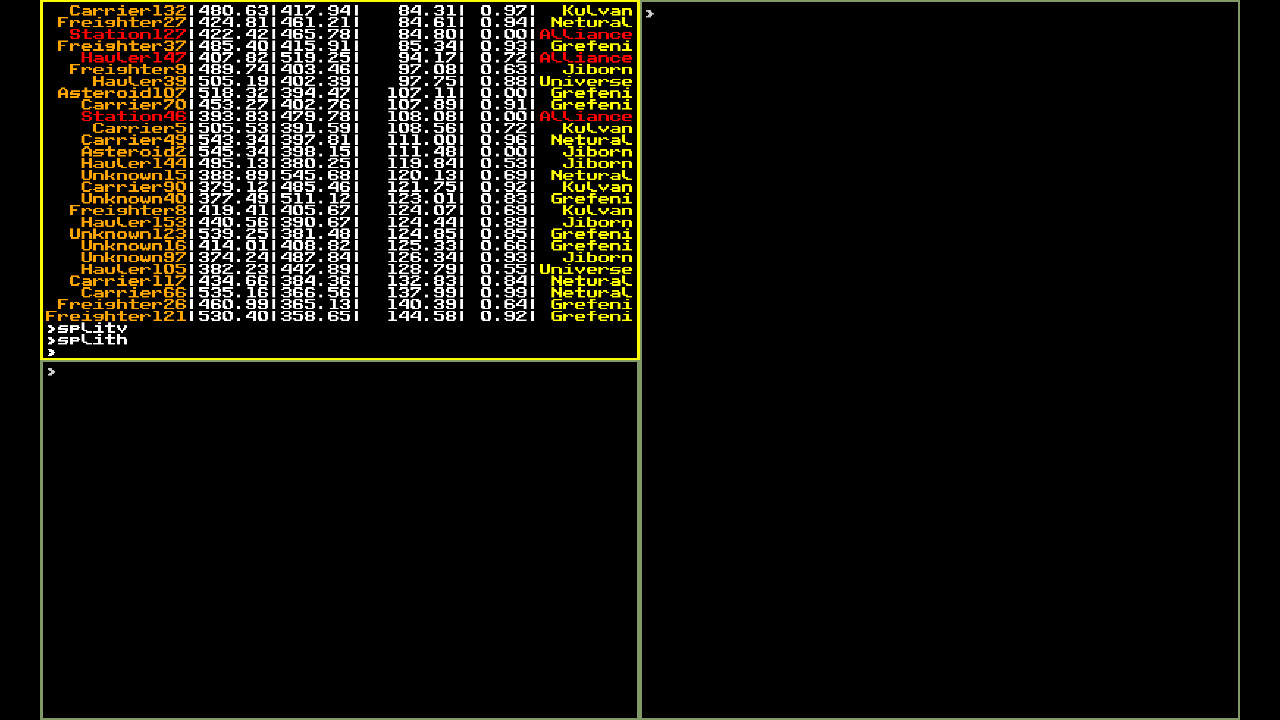 Carrier132|480.63|417.94| 84.31| 0.97| Kulvan
Freighter27|424.81|461.21| 84.61| 0.94| Netural
Station127|422.42|465.78| 84.80| 0.00| Alliance
Freighter37|485.40|415.91| 85.34| 0.93| Grefeni
Hauler147|407.82|519.25| 94.17| 0.72| Alliance
Freighter9|489.74|403.46| 97.08| 0.63| Jiborn
Hauler39|505.19|402.39| 97.75| 0.88|Universe
Asteroid107|518.32|394.47| 107.11| 0.00| Grefeni
Carrier70|453.27|402.76| 107.89| 0.91| Grefeni
Station46|393.83|479.78| 108.08| 0.00|Alliance
Carrier5|505.53|391.59| 108.56| 0.72| Kulvan
Carrier49|543.34|397.81| 111.00| 0.96| Netural
Asteroid2|545.34|398.15| 111.48| 0.00| Jiborn
Hauler144|495.13|380.25| 119.84| 0.53| Jiborn
Unknown15|388.89|545.68| 120.13| 0.69| Netural
Carrier90|379.12|485.46| 121.75| 0.92| Kulvan
Unknown40|377.49|511.12| 123.01| 0.83| Grefeni
Freighter8|419.41|405.67| 124.07| 0.69| Kulvan
Hauler153|440.56|390.67| 124.44| 0.89| Jiborn
Unknown123|539.25|381.48| 124.85| 0.85| Grefeni
Unknown16|414.01|408.82| 125.33| 0.66| Grefeni
Unknown97|374.24|487.84| 126.34| 0.93| Jiborn
Hauler105|382.23|447.89| 128.79| 0.55|Universe
Carrier117|434.66|384.36| 132.83| 0.84| Netural
Carrier66|535.16|366.56| 137.99| 0.99| Netural
Freighter26|460.99|365.13| 140.39| 0.64| Grefeni
Freighter121|530.40|358.65| 144.58| 0.92| Grefeni
>splitv
>splith
>
>
>